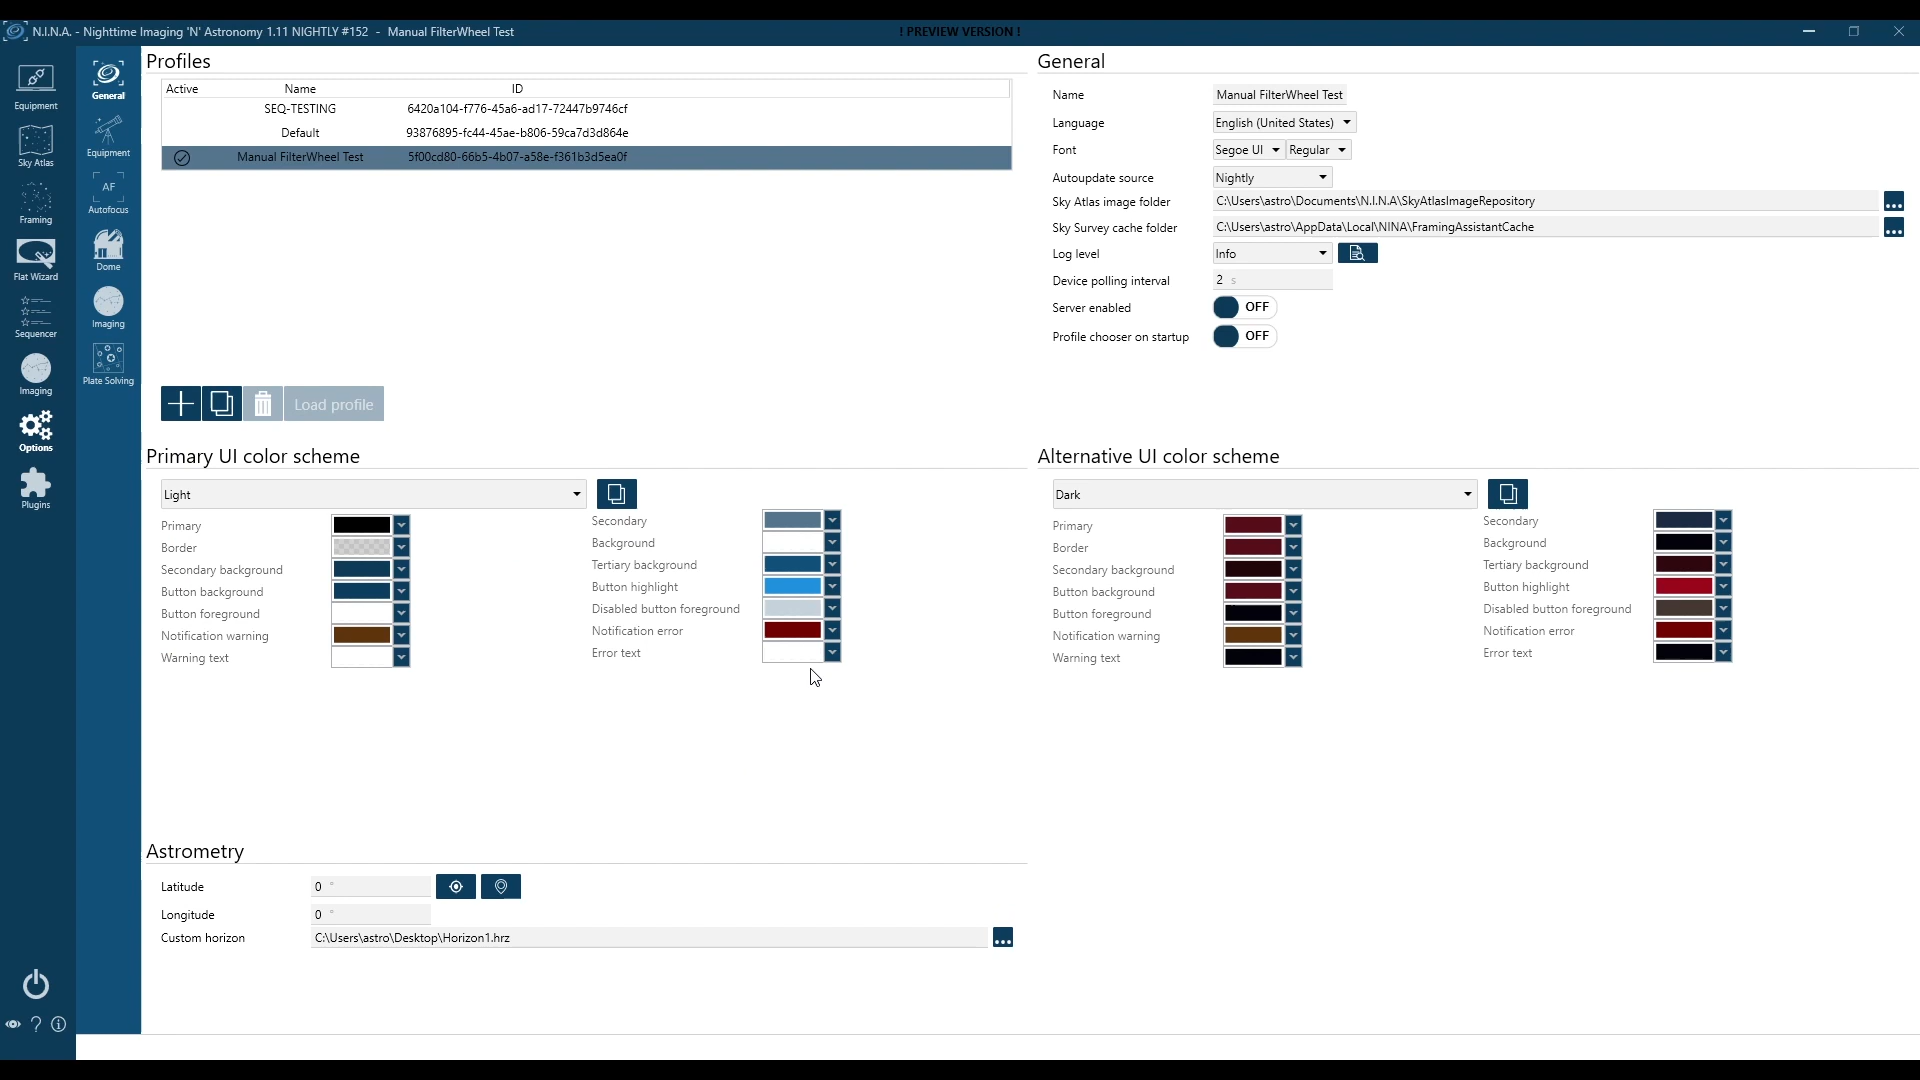 N.I.N.A. - Nighttime Imaging 'N' Astronomy 1.11 NIGHTLY #152 - Manual FilterWheel Test
! PREVIEW VERSION !
Equipment
Sky Atlas
Framing
Flat Wizard
Sequencer
Imaging
Options
Plugins
General
Equipment
AF
Autofocus
Dome
Imaging
Plate Solving
Profiles
Active Name ID
SEQ-TESTING 6420a104-f776-45a6-ad17-72447b9746cf
Default 93876895-fc44-45ae-b806-59ca7d3d864e
Manual FilterWheel Test 5f00cd80-66b5-4b07-a58e-f361b3d5ea0f
Load profile
General
Name Manual FilterWheel Test
Language English (United States)
Font Segoe UI Regular
Autoupdate source Nightly
Sky Atlas image folder C:\Users\astro\Documents\N.I.N.A\SkyAtlasImageRepository ...
Sky Survey cache folder C:\Users\astro\AppData\Local\NINA\FramingAssistantCache ...
Log level Info
Device polling interval 2 s
Server enabled OFF
Profile chooser on startup OFF
Primary UI color scheme
Light
Primary
Border
Secondary background
Button background
Button foreground
Notification warning
Warning text
Secondary
Background
Tertiary background
Button highlight
Disabled button foreground
Notification error
Error text
Alternative UI color scheme
Dark
Primary
Border
Secondary background
Button background
Button foreground
Notification warning
Warning text
Secondary
Background
Tertiary background
Button highlight
Disabled button foreground
Notification error
Error text
Astrometry
Latitude 0 °
Longitude 0 °
Custom horizon C:\Users\astro\Desktop\Horizon1.hrz ...